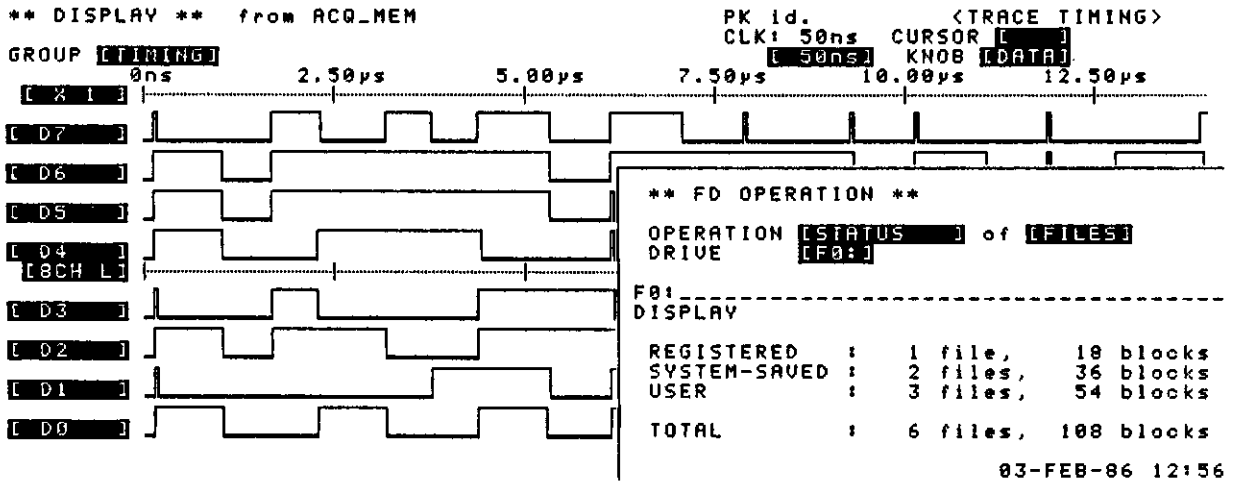 ** DISPLAY ** from ACQ_MEM PK id. <TRACE TIMING>
CLK: 50ns CURSOR [ ]
GROUP [TIMING] [ 50ns] KNOB [DATA]
0ns 2.50µs 5.00µs 7.50µs 10.00µs 12.50µs
[ X 1 ]
[ D7 ]
[ D6 ]
[ D5 ]
[ D4 ]
[8CH L]
[ D3 ]
[ D2 ]
[ D1 ]
[ D0 ]
** FD OPERATION **
OPERATION [STATUS ] of [FILES]
DRIVE [F0:]
F0:
DISPLAY
REGISTERED : 1 file, 18 blocks
SYSTEM-SAVED : 2 files, 36 blocks
USER : 3 files, 54 blocks
TOTAL : 6 files, 108 blocks
03-FEB-86 12:56